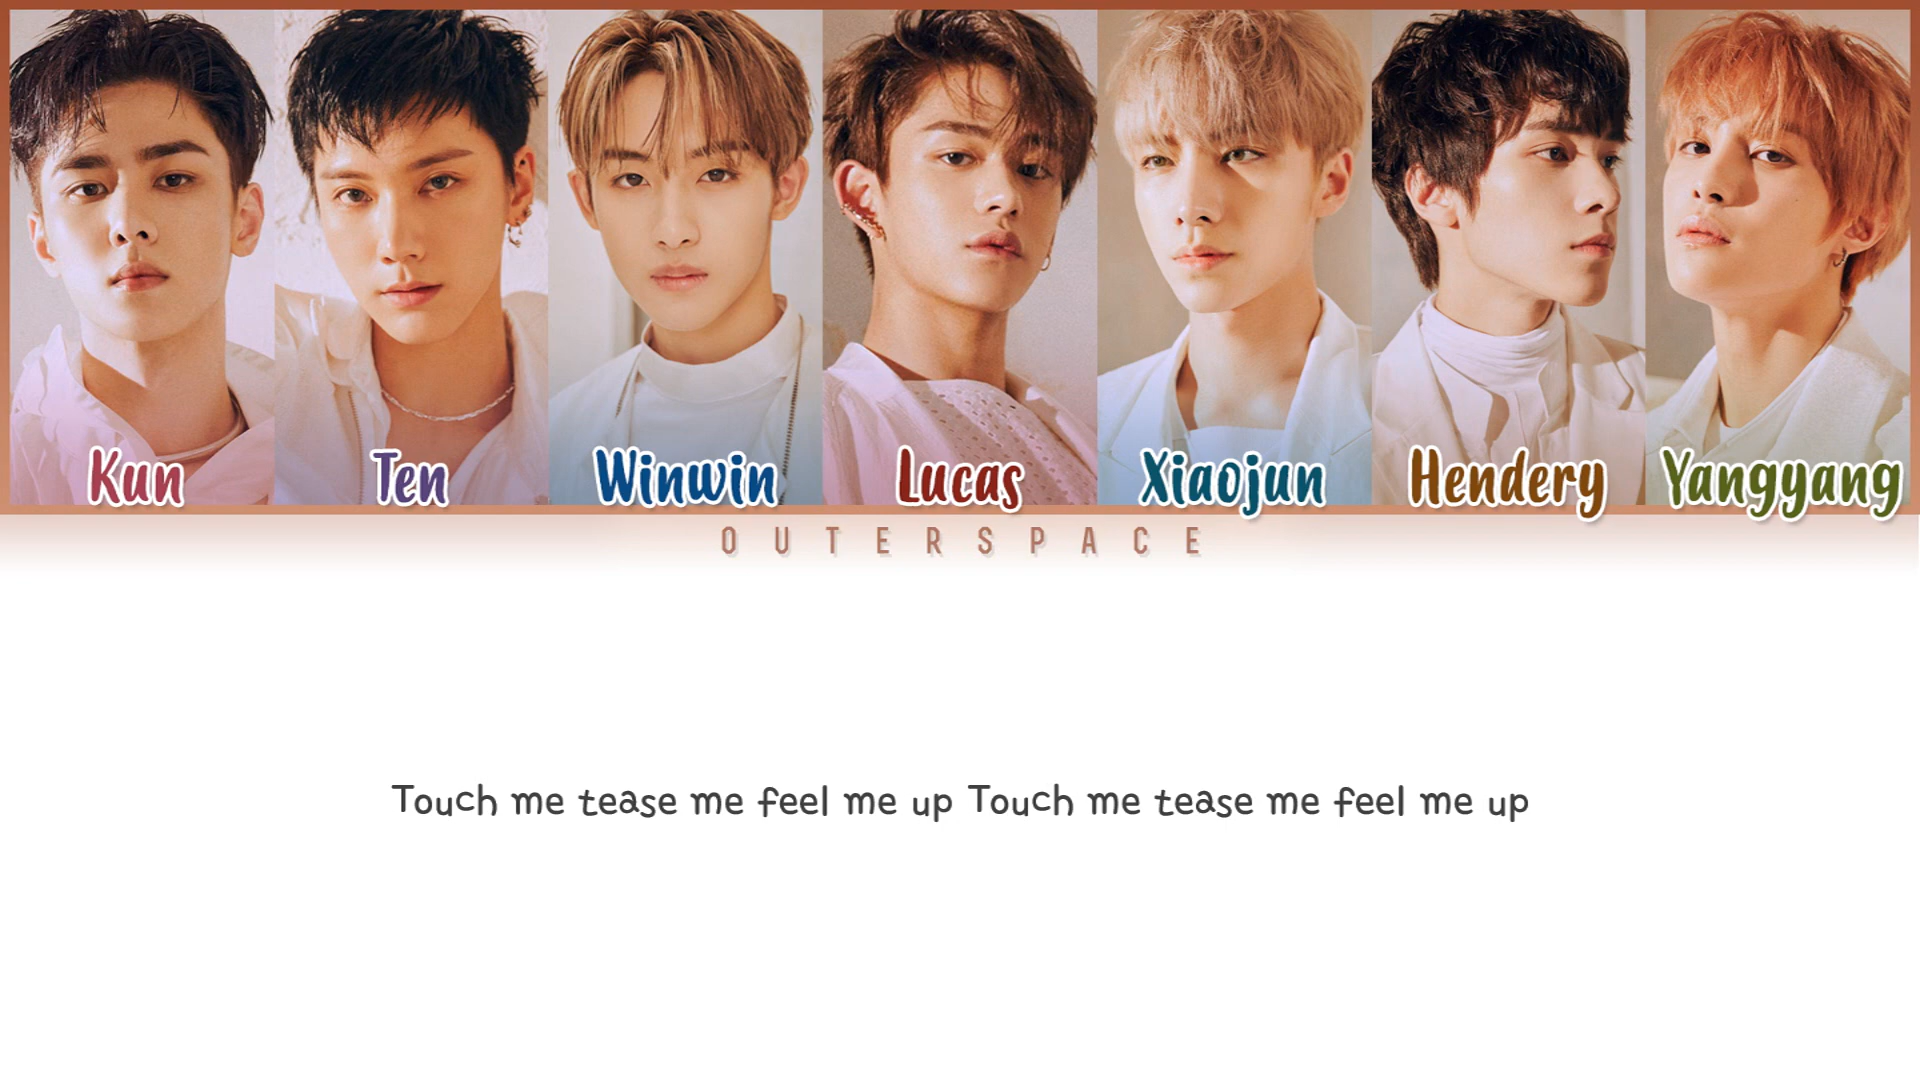 Kun Ten Winwin Lucas Xiaojun Hendery Yangyang
OUTERSPACE
Touch me tease me feel me up Touch me tease me feel me up